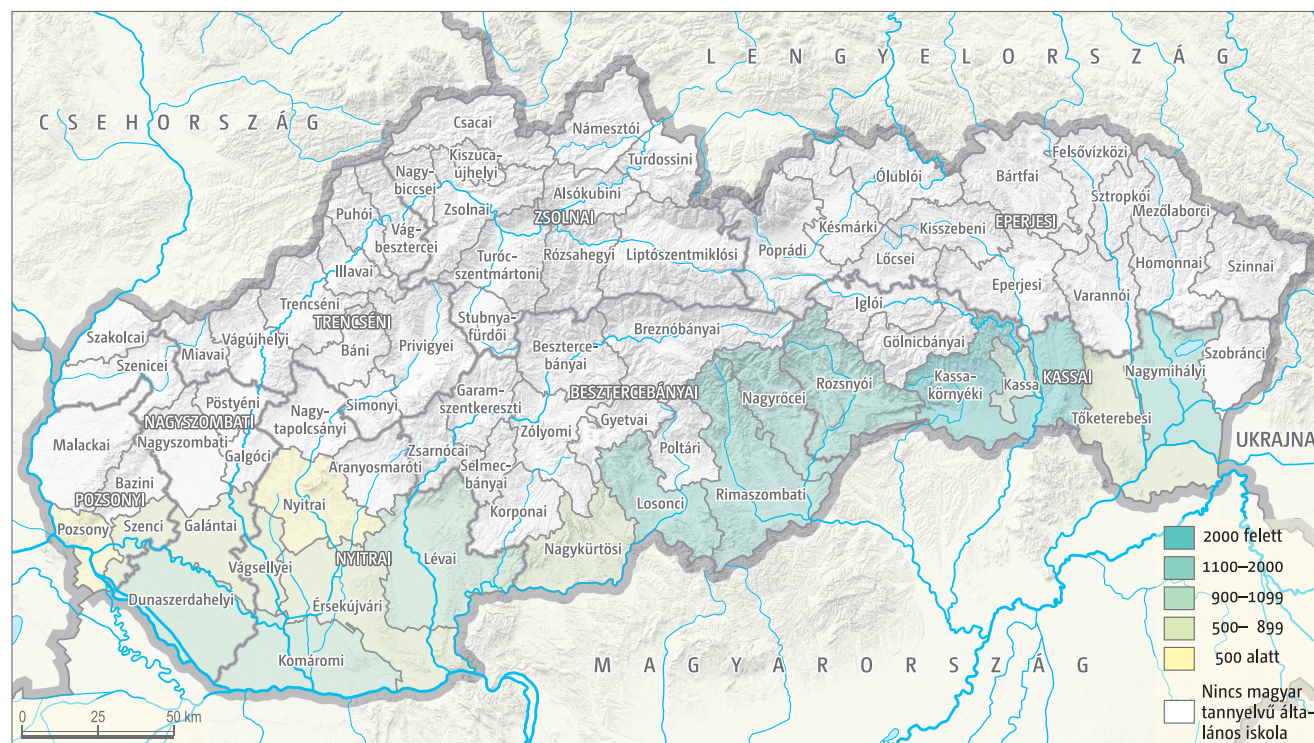 LENGYELORSZÁG
CSEHORSZÁG
Csacai
Námesztói
Kiszuca-
újhelyi
Turdossini
Felsővízközi
Nagy-
biccsei
Ólublói
Bártfai
Alsókubini
Sztropkói
Zsolnai
ZSOLNAI
Mezőlaborci
Puhói
Vág-
besztercei
Késmárki
Kisszebeni
EPERJESI
Turóc-
szentmártoni
Rózsahegyi
Liptószentmiklósi
Poprádi
Lőcsei
Homonnai
Szinnai
Illavai
Eperjesi
Varannói
Trencséni
TRENCSÉNI
Iglói
Stubnya-
fürdői
Breznóbányai
Gölnicbányai
Szakolcai
Miavai
Vágújhelyi
Báni
Privigyei
Beszterce-
bányai
Szobránci
Szenicei
Kassa-
környéki
Kassa
KASSAI
Nagymihályi
Rozsnyói
BESZTERCEBÁNYAI
Nagyrőcei
Garam-
szentkereszti
Pöstyéni
Simonyi
NAGYSZOMBATI
Nagy-
tapolcsányi
Gyetvai
Tőketerebesi
Zólyomi
Malackai
Nagyszombati
Galgóci
Zsarnócai
Poltári
UKRAJNA
Aranyosmaróti
Selmec-
bányai
Bazini
POZSONYI
Nyitrai
Rimaszombati
Losonci
Korponai
Pozsony
Szenci
Galántai
NYITRAI
Lévai
Nagykürtösi
Vágsellyei
Dunaszerdahelyi
Érsekújvári
Komáromi
MAGYARORSZÁG
2000 felett
1100–2000
900–1099
500– 899
500 alatt
Nincs magyar
tannyelvű álta-
lános iskola
0 25 50 km